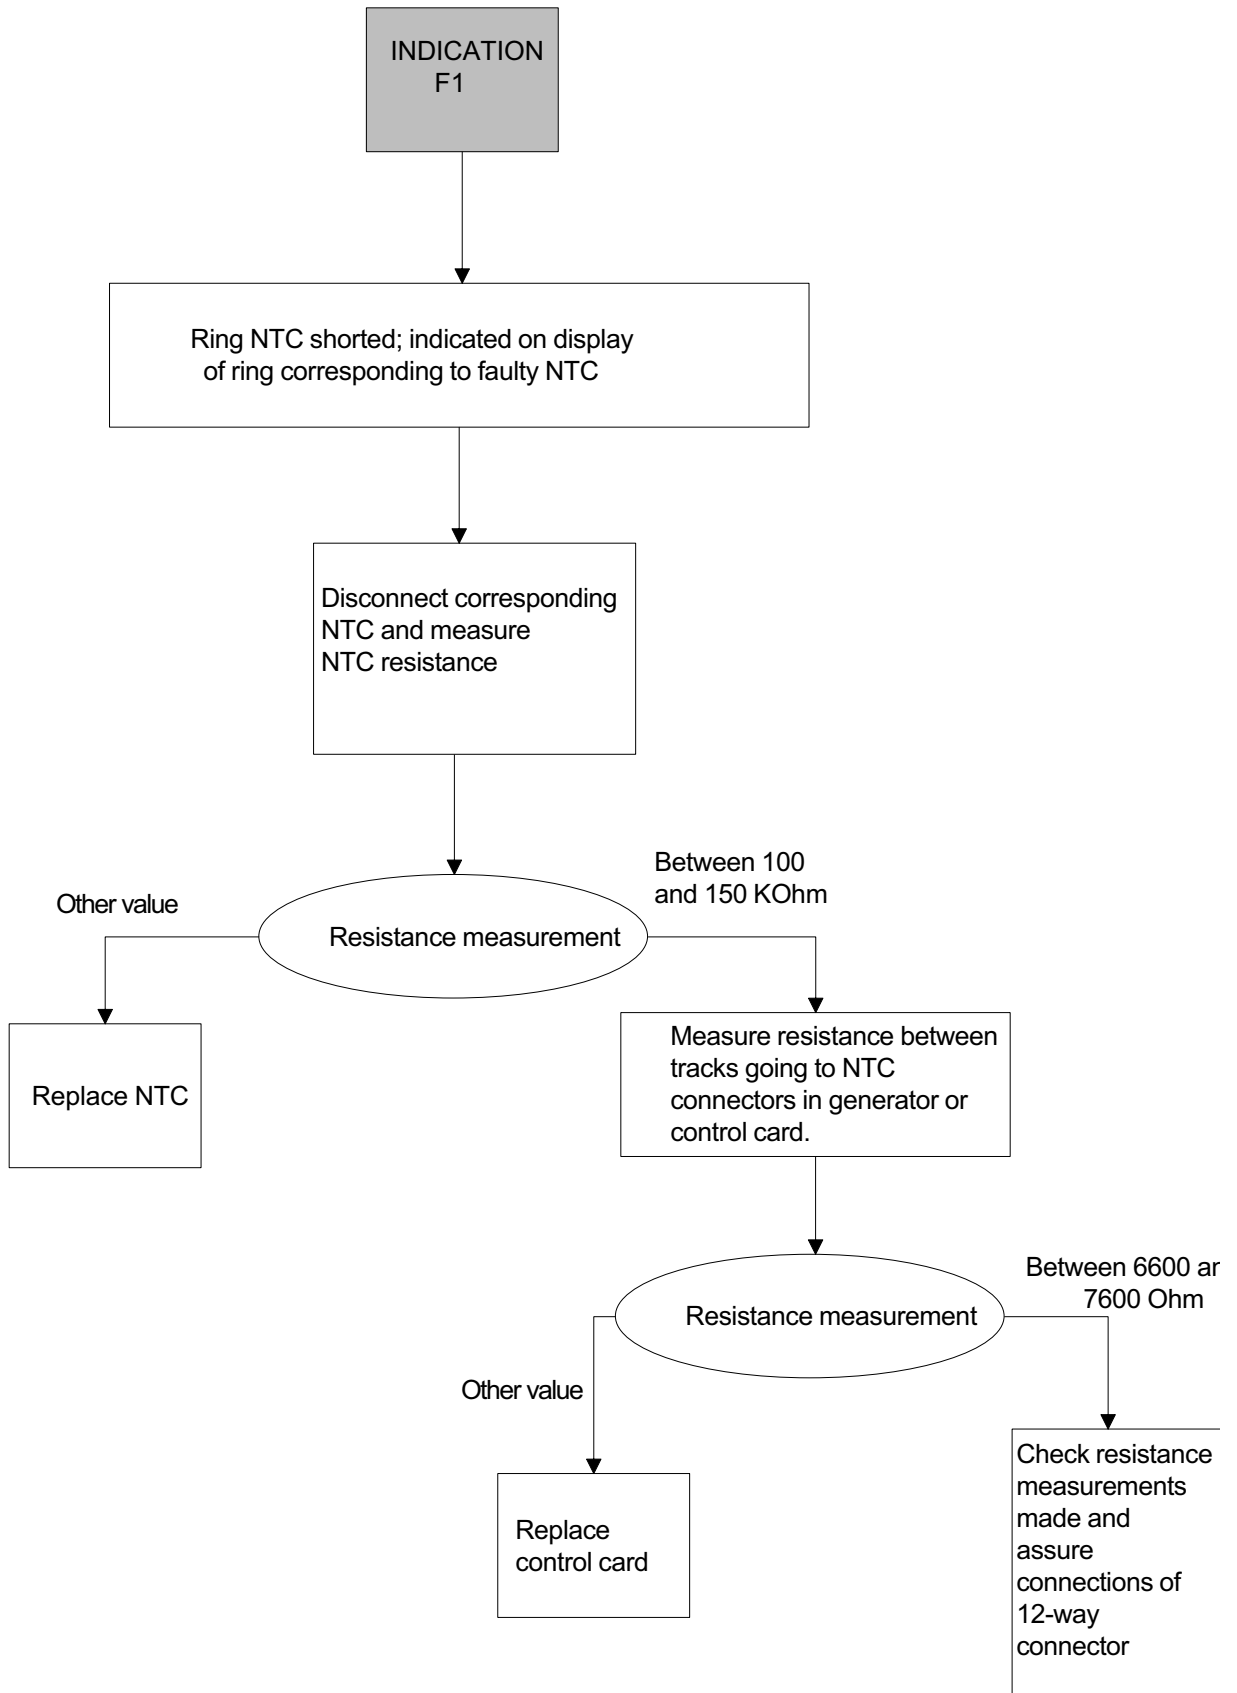 INDICATION
F1
Ring NTC shorted; indicated on display
of ring corresponding to faulty NTC
Disconnect corresponding
NTC and measure
NTC resistance
Between 100
and 150 KOhm
Other value
Resistance measurement
Replace NTC
Measure resistance between
tracks going to NTC
connectors in generator or
control card.
Between 6600
7600 Ohm
Resistance measurement
Other value
Replace
control card
Check resistance
measurements
made and
assure
connections of
12-way
connector